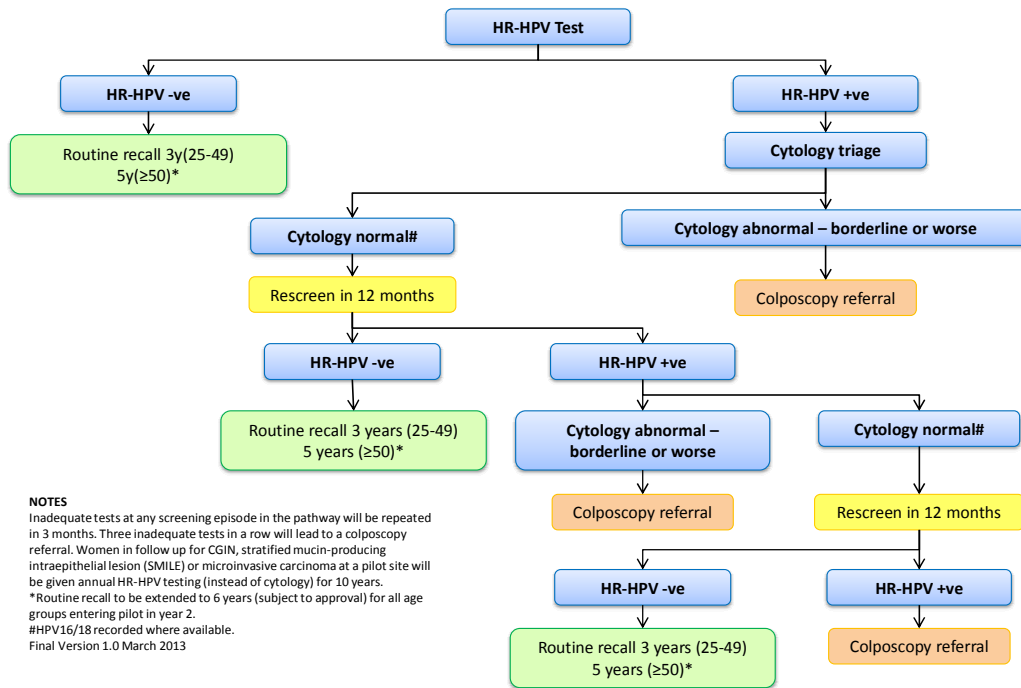 HR-HPV Test
HR-HPV -ve
HR-HPV +ve
Routine recall 3y(25-49)
5y(≥50)*
Cytology triage
Cytology normal#
Cytology abnormal – borderline or worse
Rescreen in 12 months
Colposcopy referral
HR-HPV -ve
HR-HPV +ve
Routine recall 3 years (25-49)
5 years (≥50)*
Cytology abnormal –
borderline or worse
Cytology normal#
Colposcopy referral
Rescreen in 12 months
HR-HPV -ve
HR-HPV +ve
Routine recall 3 years (25-49)
5 years (≥50)*
Colposcopy referral
NOTES
Inadequate tests at any screening episode in the pathway will be repeated
in 3 months. Three inadequate tests in a row will lead to a colposcopy
referral. Women in follow up for CGIN, stratified mucin-producing
intraepithelial lesion (SMILE) or microinvasive carcinoma at a pilot site will
be given annual HR-HPV testing (instead of cytology) for 10 years.
*Routine recall to be extended to 6 years (subject to approval) for all age
groups entering pilot in year 2.
#HPV16/18 recorded where available.
Final Version 1.0 March 2013